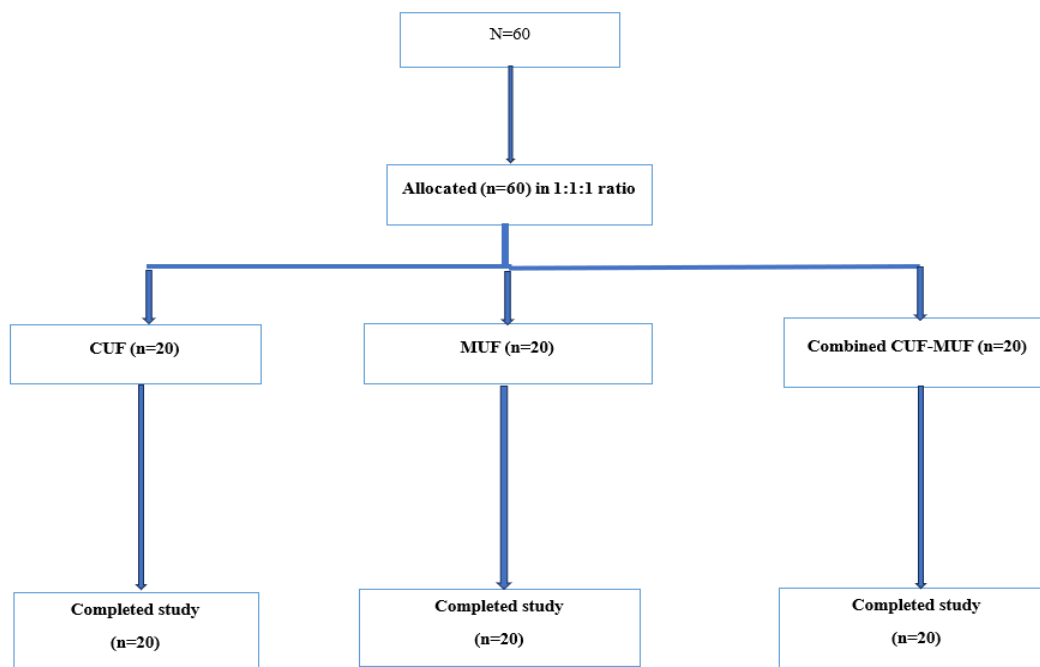 N=60
Allocated (n=60) in 1:1:1 ratio
CUF (n=20)
MUF (n=20)
Combined CUF-MUF (n=20)
Completed study
(n=20)
Completed study
(n=20)
Completed study
(n=20)